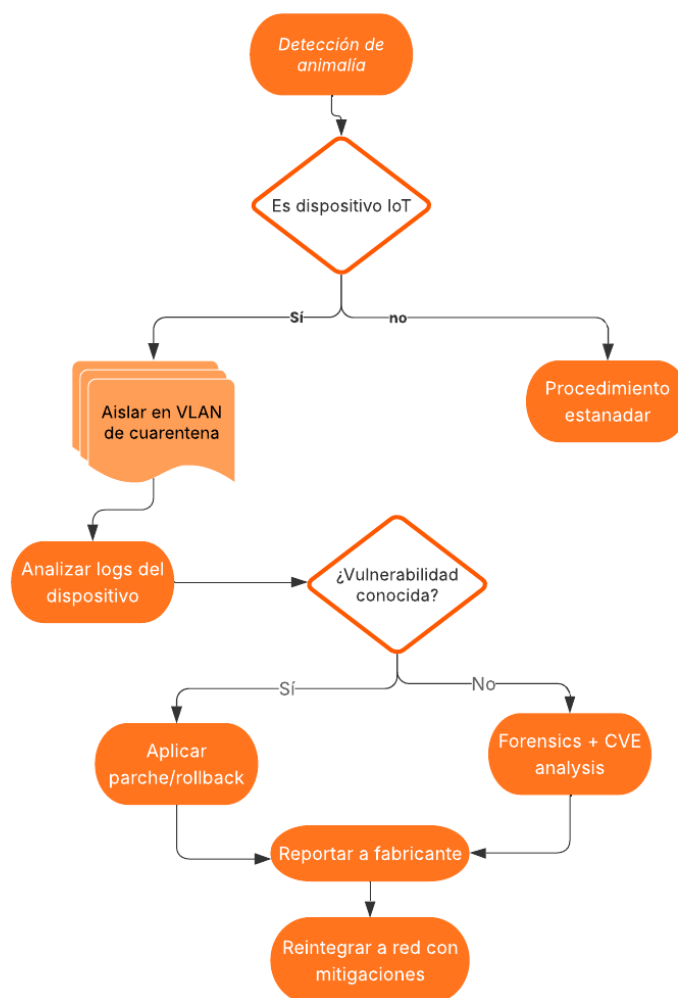 Detección de
animalía
Es dispositivo IoT
Sí
no
Aislar en VLAN
de cuarentena
Procedimiento
estanadar
Analizar logs del
dispositivo
¿Vulnerabilidad
conocida?
Sí
No
Aplicar
parche/rollback
Forensics + CVE
analysis
Reportar a fabricante
Reintegrar a red con
mitigaciones